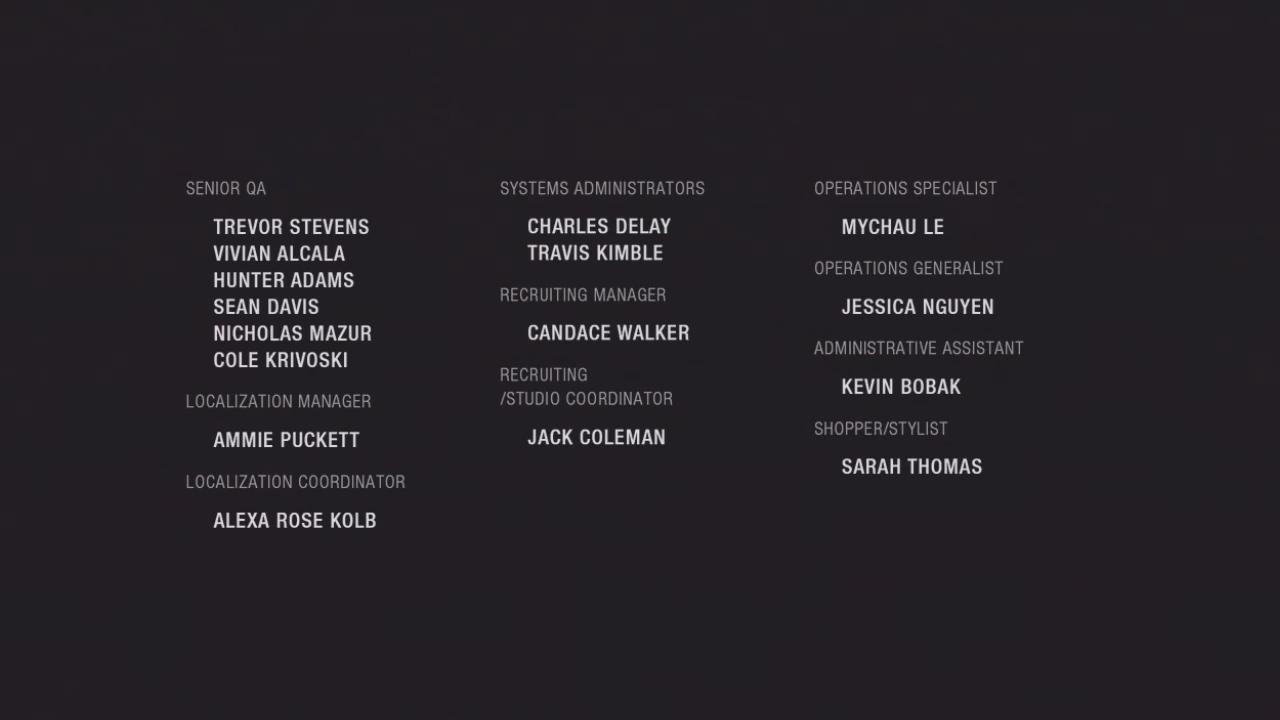 SENIOR QA
TREVOR STEVENS
VIVIAN ALCALA
HUNTER ADAMS
SEAN DAVIS
NICHOLAS MAZUR
COLE KRIVOSKI
LOCALIZATION MANAGER
AMMIE PUCKETT
LOCALIZATION COORDINATOR
ALEXA ROSE KOLB
SYSTEMS ADMINISTRATORS
CHARLES DELAY
TRAVIS KIMBLE
RECRUITING MANAGER
CANDACE WALKER
RECRUITING
/STUDIO COORDINATOR
JACK COLEMAN
OPERATIONS SPECIALIST
MYCHAU LE
OPERATIONS GENERALIST
JESSICA NGUYEN
ADMINISTRATIVE ASSISTANT
KEVIN BOBAK
SHOPPER/STYLIST
SARAH THOMAS